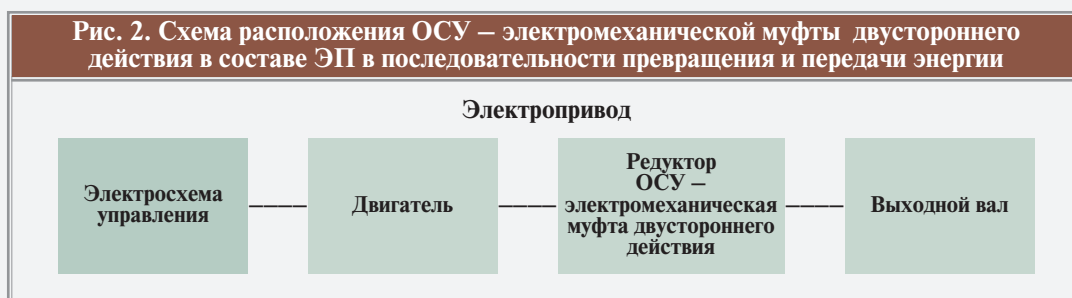 Рис. 2. Схема расположения ОСУ – электромеханической муфты двустороннего
действия в составе ЭП в последовательности превращения и передачи энергии
Электропривод
Электросхема
управления
Двигатель
Редуктор
ОСУ –
электромеханическая
муфта двустороннего
действия
Выходной вал